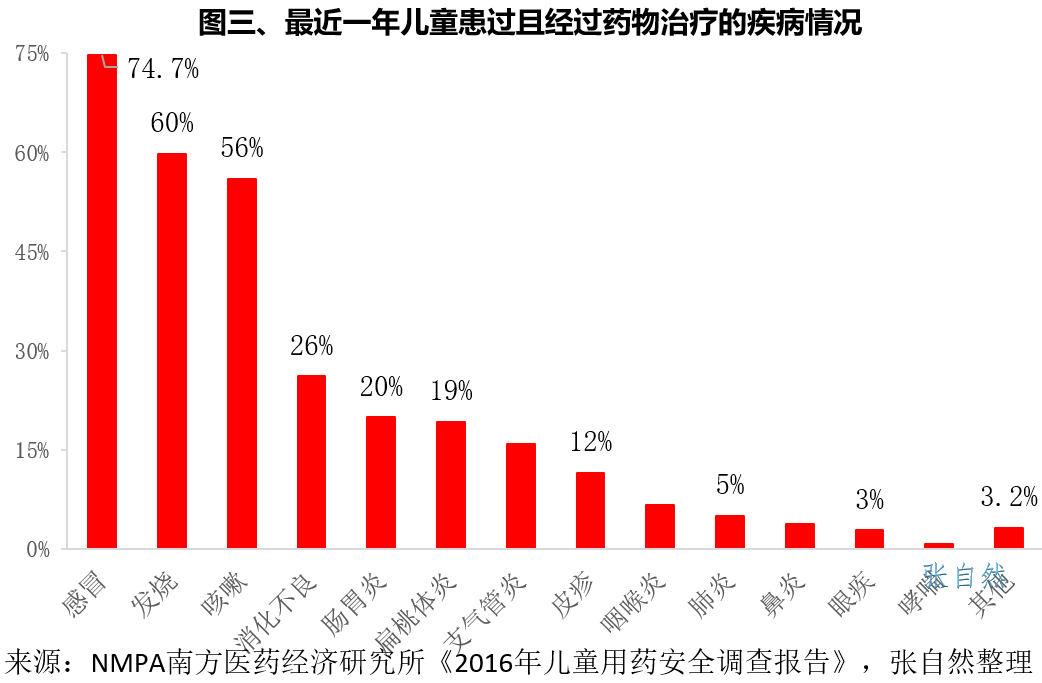 图三、最近一年儿童患过且经过药物治疗的疾病情况
75%
60%
45%
30%
15%
0%
74.7%
60%
56%
26%
20%
19%
12%
5%
3%
3.2%
感冒
发烧
咳嗽
消化不良
肠胃炎
扁桃体炎
支气管炎
皮疹
咽喉炎
肺炎
鼻炎
眼疾
哮喘
其他
张自然
来源：NMPA南方医药经济研究所《2016年儿童用药安全调查报告》，张自然整理